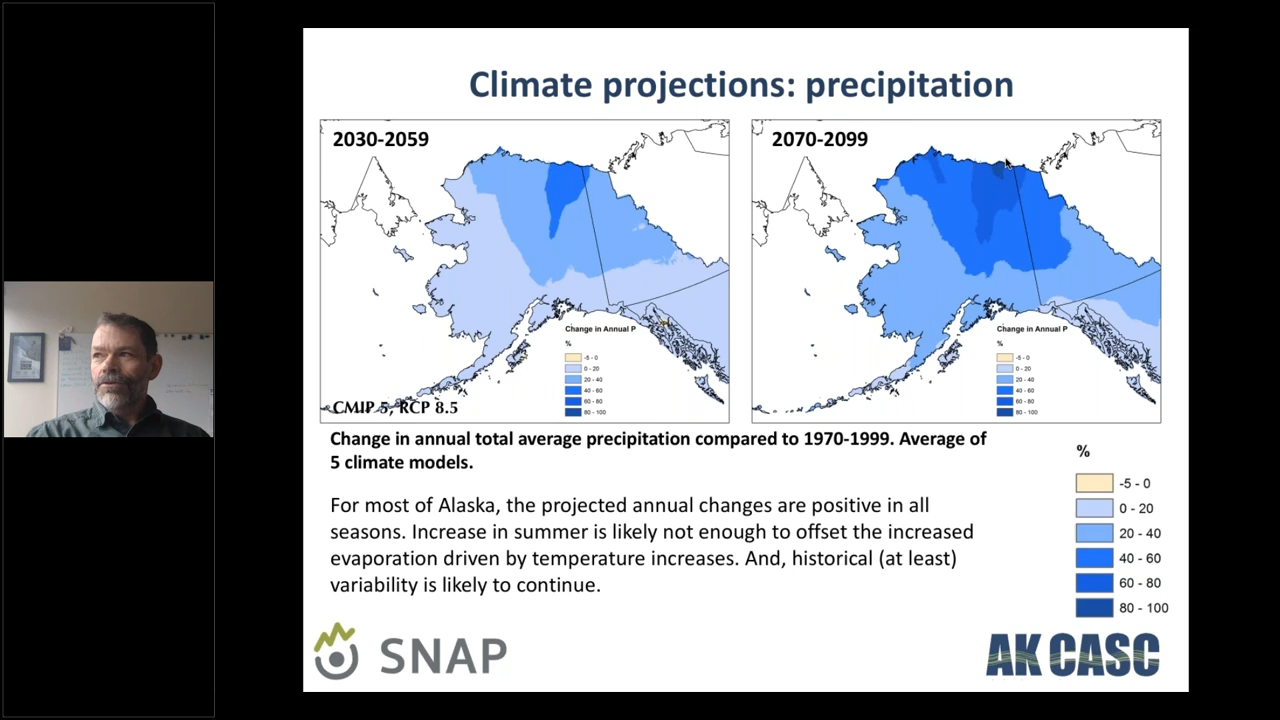 Climate projections: precipitation
2030-2059
Change in Annual P
%
-5 - 0
0 - 20
20 - 40
40 - 60
60 - 80
80 - 100
CMIP 5, RCP 8.5
2070-2099
Change in Annual P
%
-5 - 0
0 - 20
20 - 40
40 - 60
60 - 80
80 - 100
Change in annual total average precipitation compared to 1970-1999. Average of
5 climate models.
For most of Alaska, the projected annual changes are positive in all
seasons. Increase in summer is likely not enough to offset the increased
evaporation driven by temperature increases. And, historical (at least)
variability is likely to continue.
%
-5 - 0
0 - 20
20 - 40
40 - 60
60 - 80
80 - 100
SNAP
AK CASC